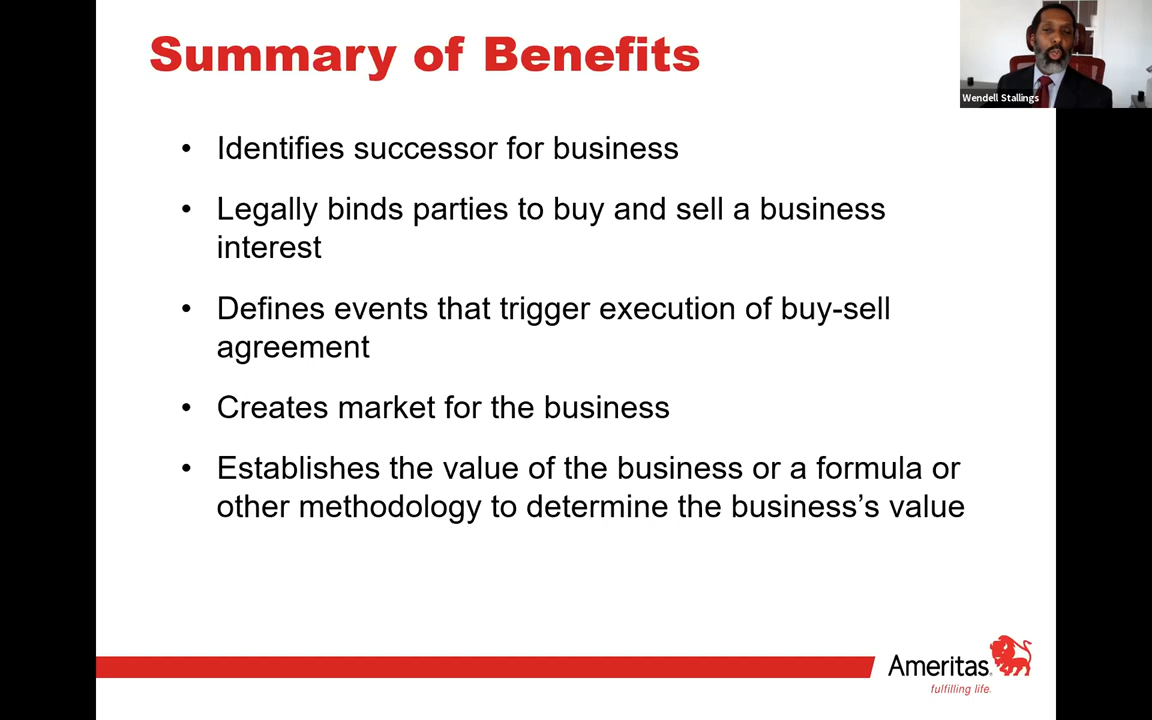 Summary of Benefits
Wendell Stallings
• Identifies successor for business
• Legally binds parties to buy and sell a business
interest
• Defines events that trigger execution of buy-sell
agreement
• Creates market for the business
• Establishes the value of the business or a formula or
other methodology to determine the business’s value
Ameritas
fulfilling life.